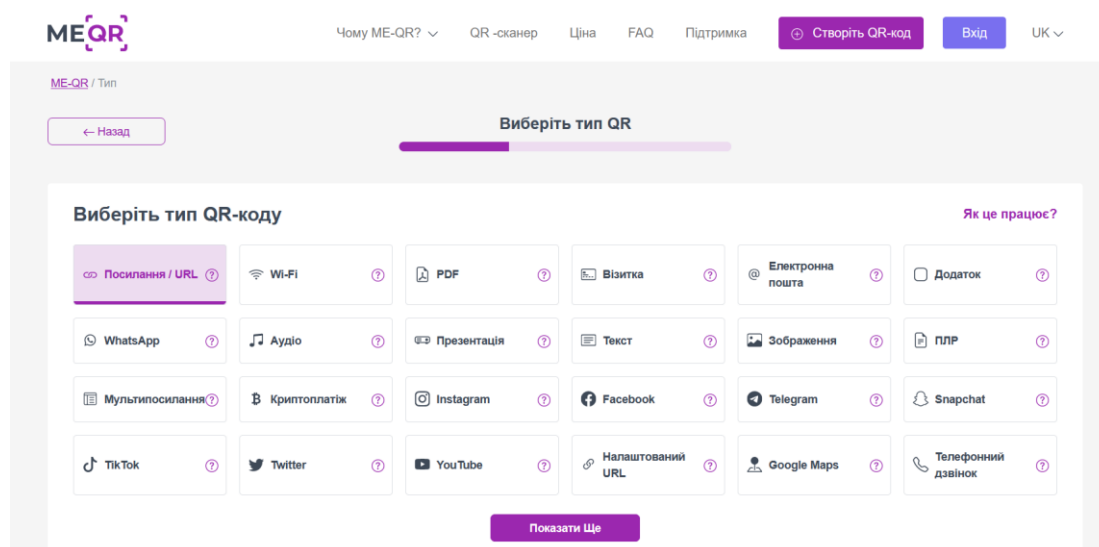 MEQR
Чому ME-QR? QR -сканер Ціна FAQ Підтримка Створіть QR-код Вхід UK
ME-QR / Тип
← Назад
Виберіть тип QR
Виберіть тип QR-коду
Як це працює?
Посилання / URL ? Wi-Fi ? PDF ? Візитка ? @ Електронна пошта ? Додаток ?
WhatsApp ? Аудіо ? Презентація ? Текст ? Зображення ? ПЛР ?
Мультипосилання ? Криптоплатіж ? Instagram ? Facebook ? Telegram ? Snapchat ?
TikTok ? Twitter ? YouTube ? Налаштований URL ? Google Maps ? Телефонний дзвінок ?
Показати Ще